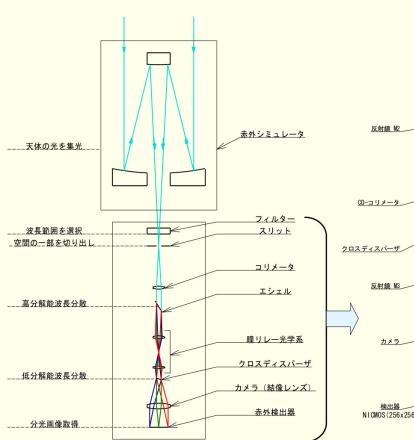 天体の光を集光
赤外シミュレータ
波長範囲を選択
空間の一部を切り出し
フィルター
スリット
コリメータ
高分解能波長分散
エシェル
瞳リレー光学系
クロスディスパーザ
低分解能波長分散
カメラ（結像レンズ）
分光画像取得
赤外検出器
反射鏡 M2
CD-コリメータ
クロスディスパーザ
反射鏡 M3
カメラ
検出器
NICMOS(256x256